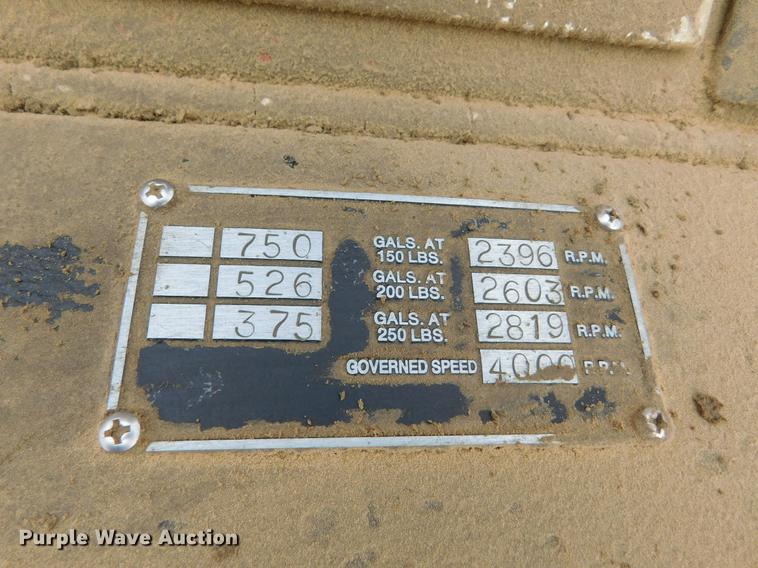 750 GALS. AT 150 LBS. 2396 R.P.M.
526 GALS. AT 200 LBS. 2603 R.P.M.
375 GALS. AT 250 LBS. 2819 R.P.M.
GOVERNED SPEED 4000 R.P.M.
Purple Wave Auction